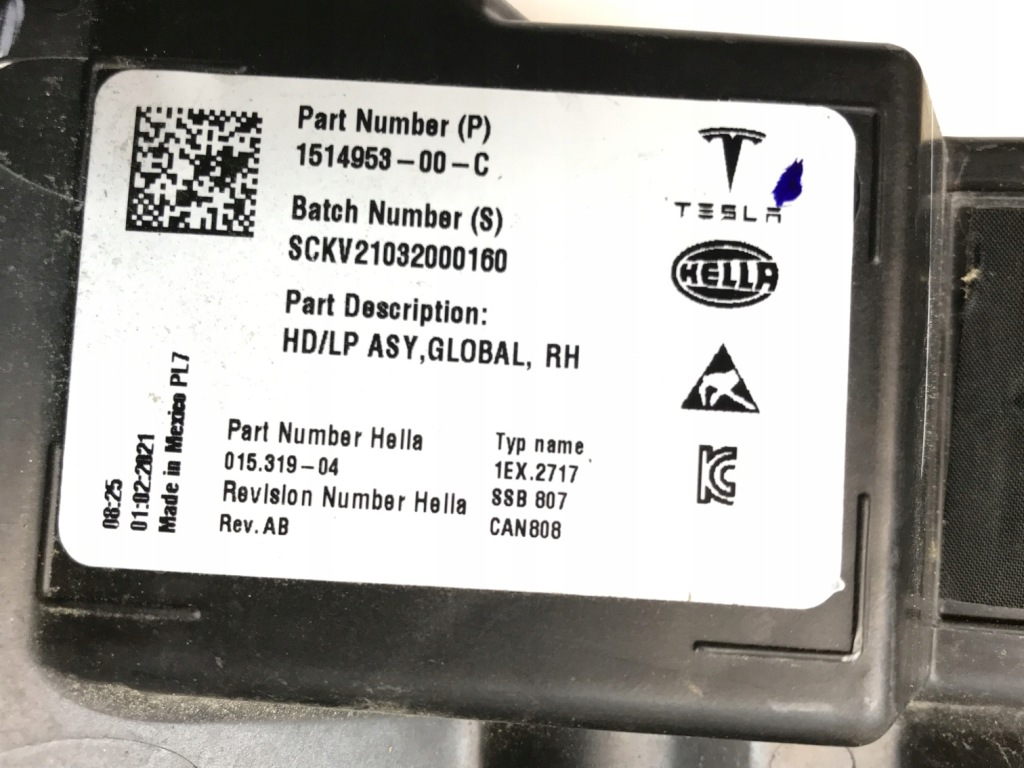 Part Number (P)
1514953-00-C
Batch Number (S)
SCKV21032000160
Part Description:
HD/LP ASY,GLOBAL, RH
TESLA
HELLA
KC
Part Number Hella
015.319-04
Revision Number Hella
Rev. AB
Typ name
1EX.2717
SSB 807
CAN808
08:25
01:02:2021
Made in Mexico PL7